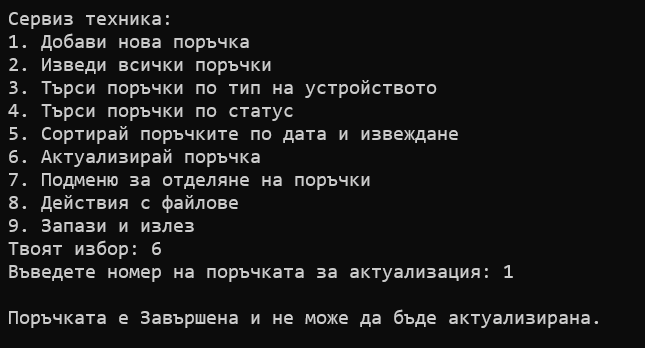 Сервиз техника:
1. Добави нова поръчка
2. Изведи всички поръчки
3. Търси поръчки по тип на устройството
4. Търси поръчки по статус
5. Сортирай поръчките по дата и извеждане
6. Актуализирай поръчка
7. Подменю за отделяне на поръчки
8. Действия с файлове
9. Запази и излез
Твоят избор: 6
Въведете номер на поръчката за актуализация: 1
Поръчката е Завършена и не може да бъде актуализирана.